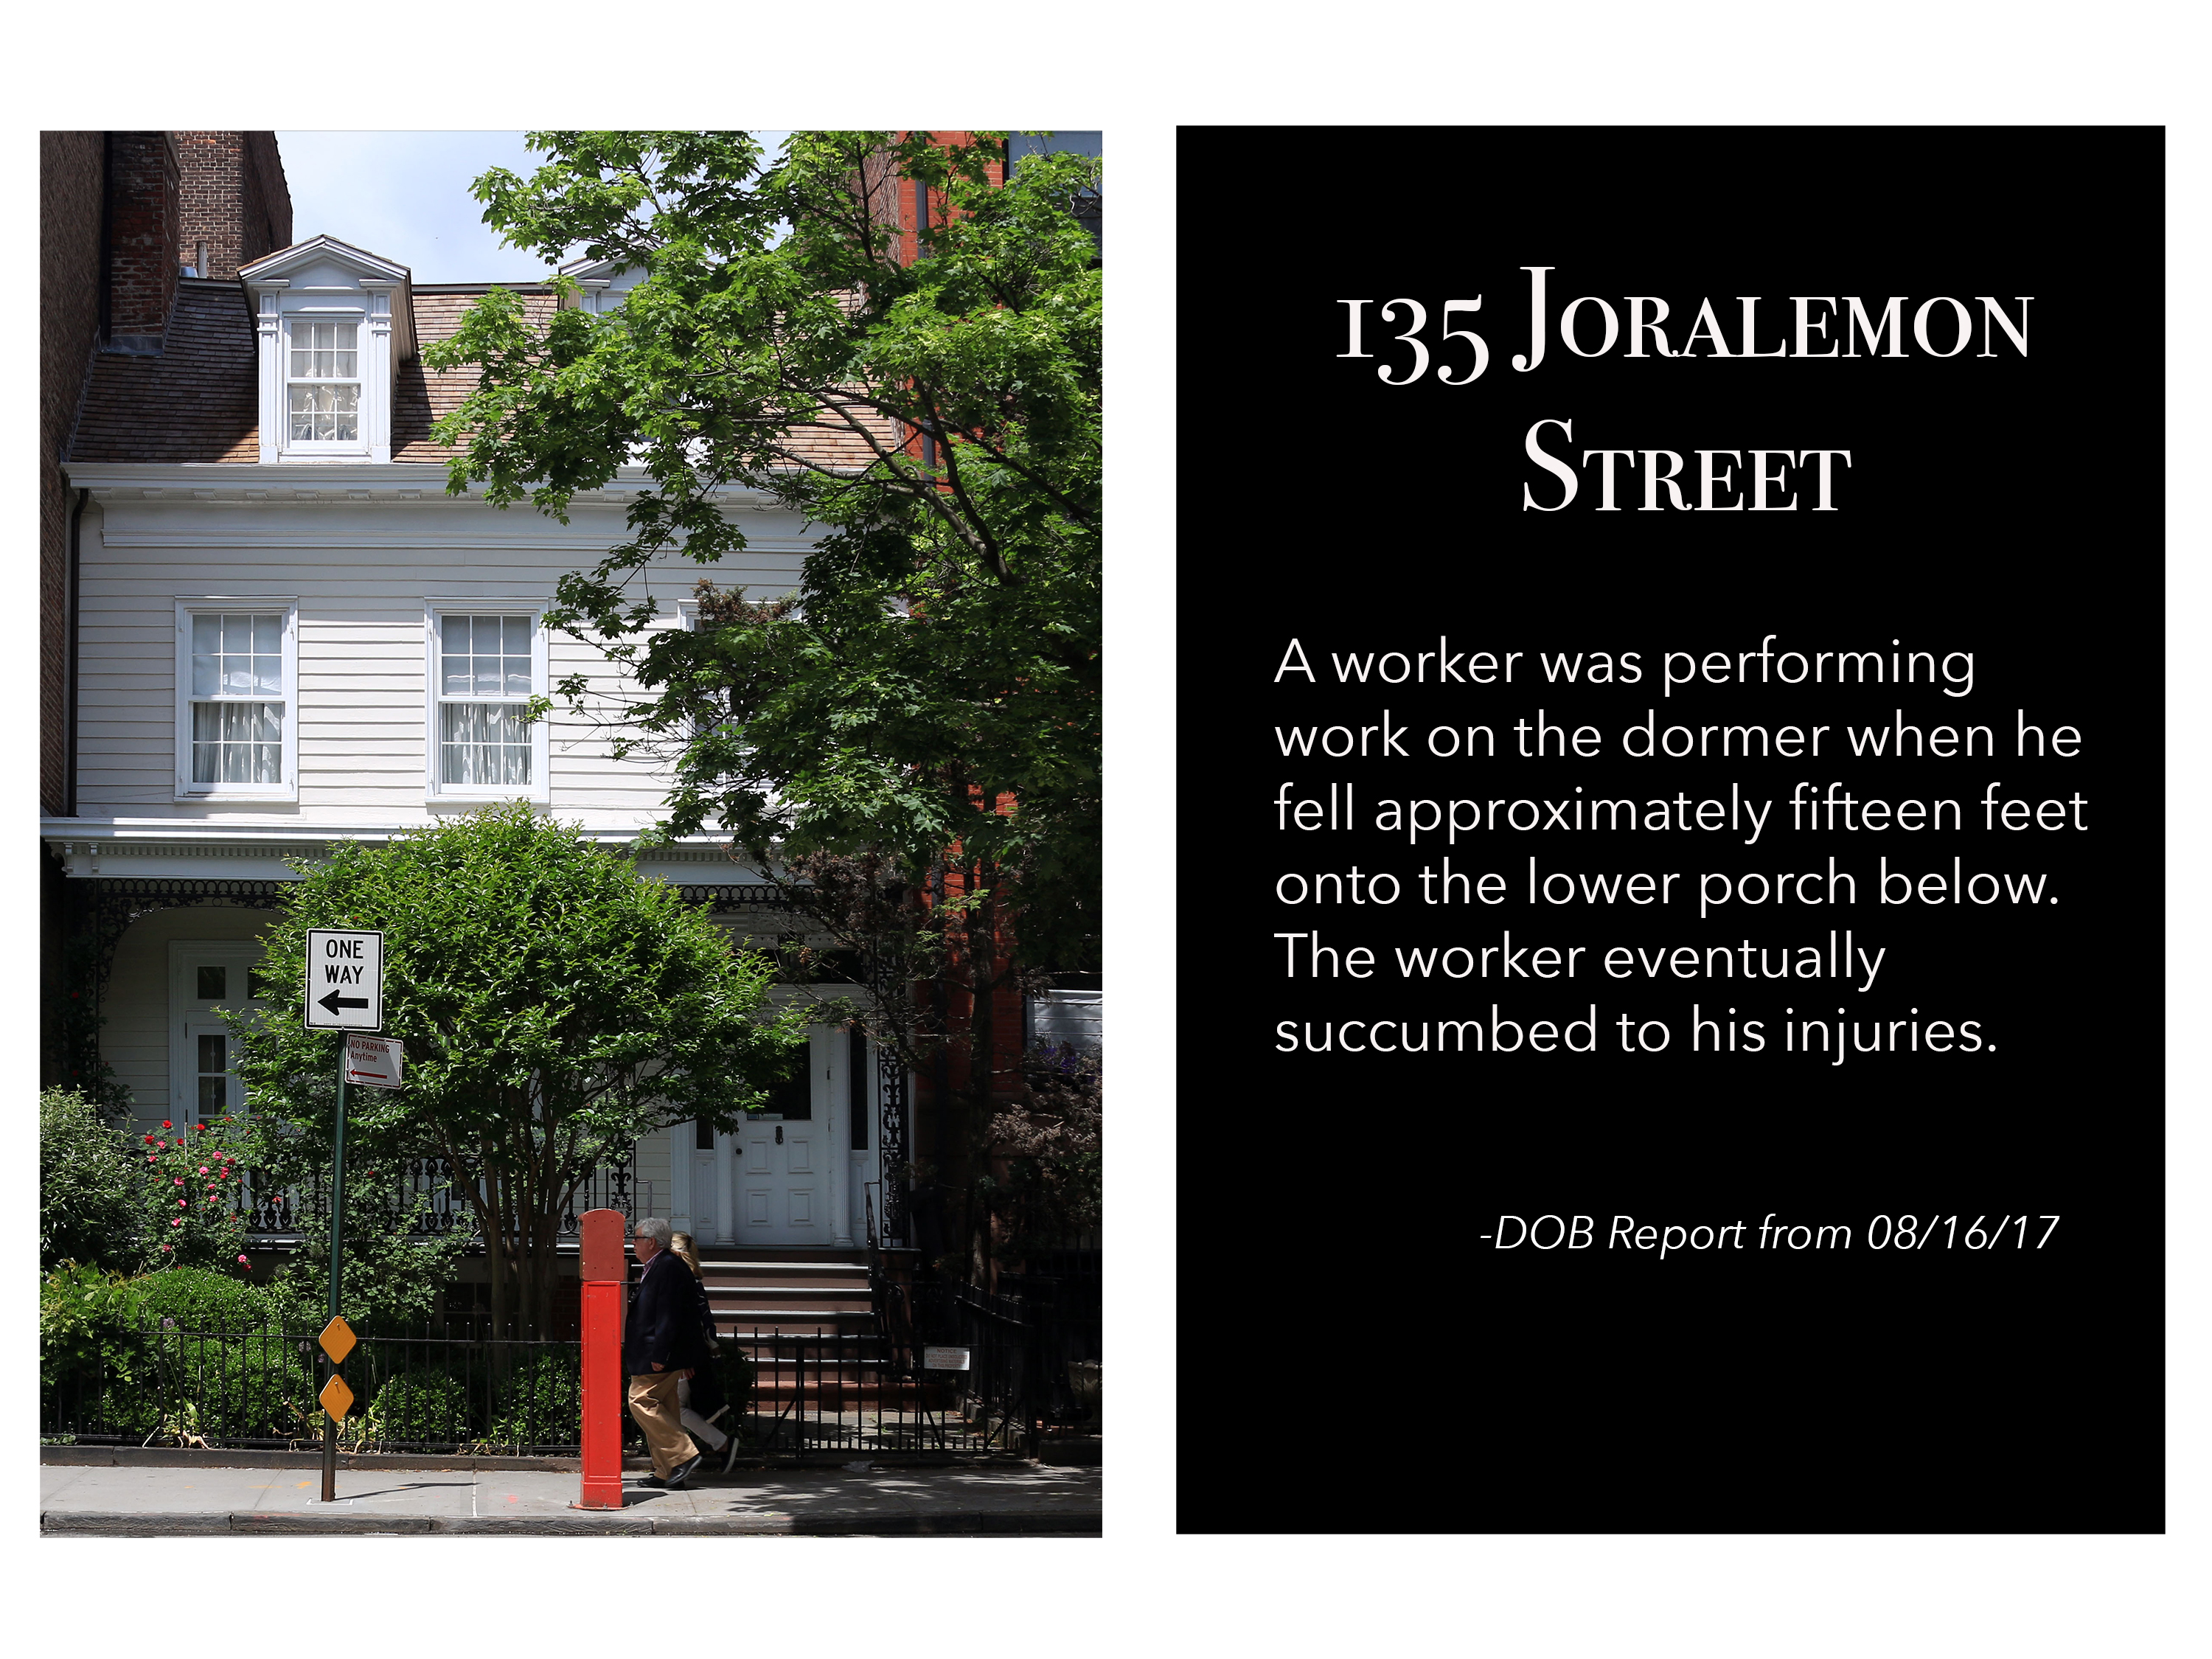 ONE
WAY
NO PARKING
Anytime
NOTICE
135 JORALEMON
STREET
A worker was performing
work on the dormer when he
fell approximately fifteen feet
onto the lower porch below.
The worker eventually
succumbed to his injuries.
-DOB Report from 08/16/17